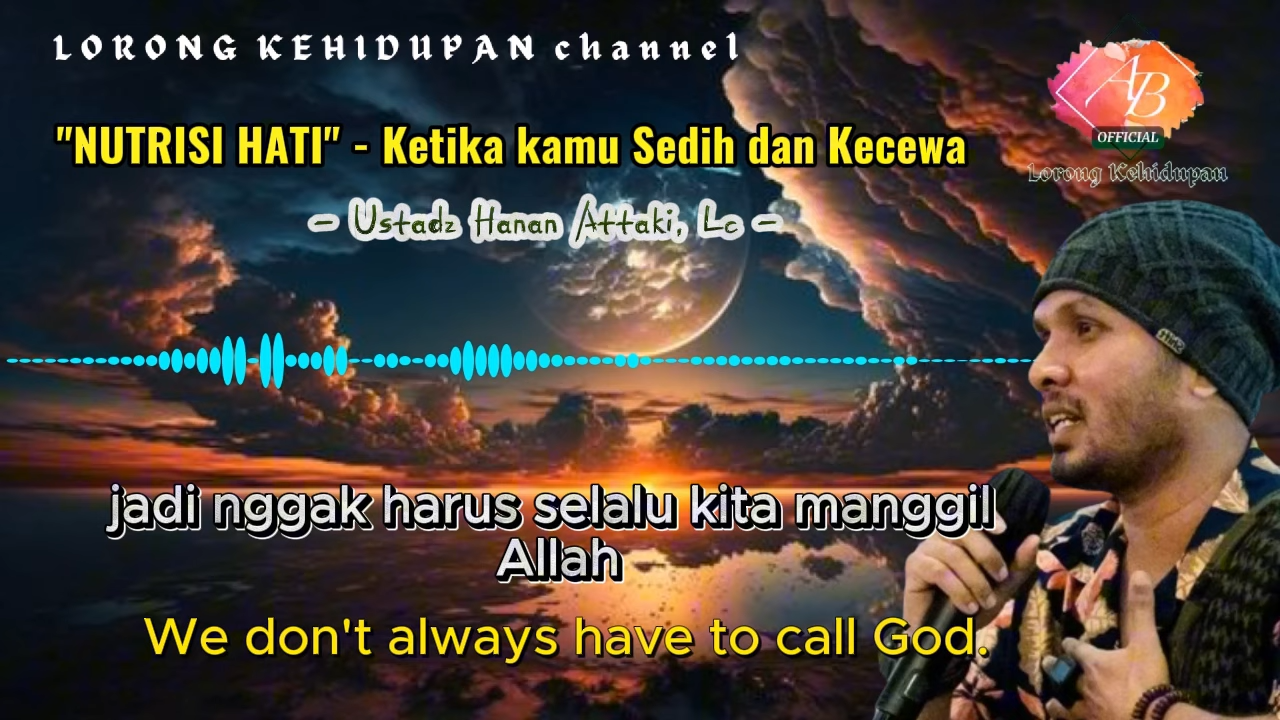 LORONG KEHIDUPAN channel
AB
OFFICIAL
Lorong Kehidupan
"NUTRISI HATI" - Ketika kamu Sedih dan Kecewa
- Ustadz Hanan Attaki, Lc -
jadi nggak harus selalu kita manggil
Allah
We don't always have to call God.